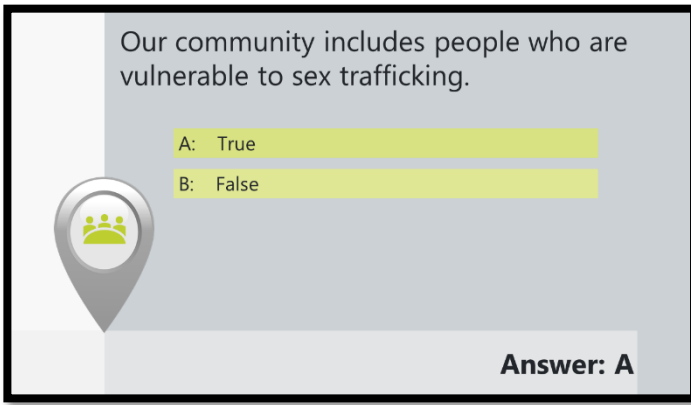 Our community includes people who are
vulnerable to sex trafficking.
A: True
B: False
Answer: A